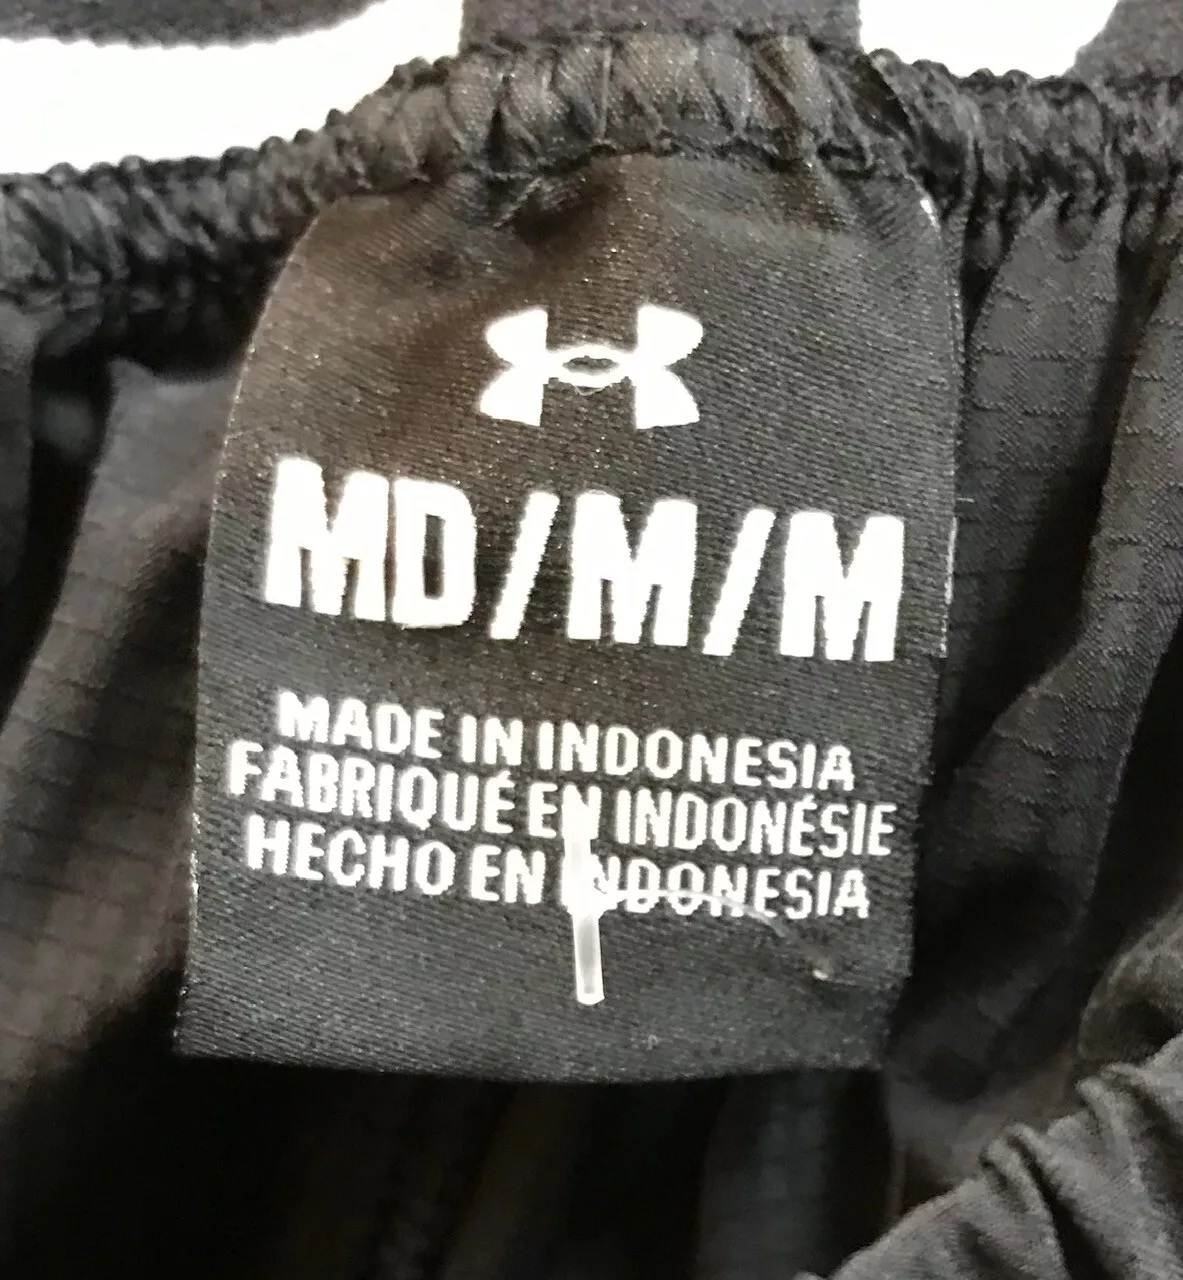 MD/M/M
MADE IN INDONESIA
FABRIQUÉ EN INDONÉSIE
HECHO EN INDONESIA